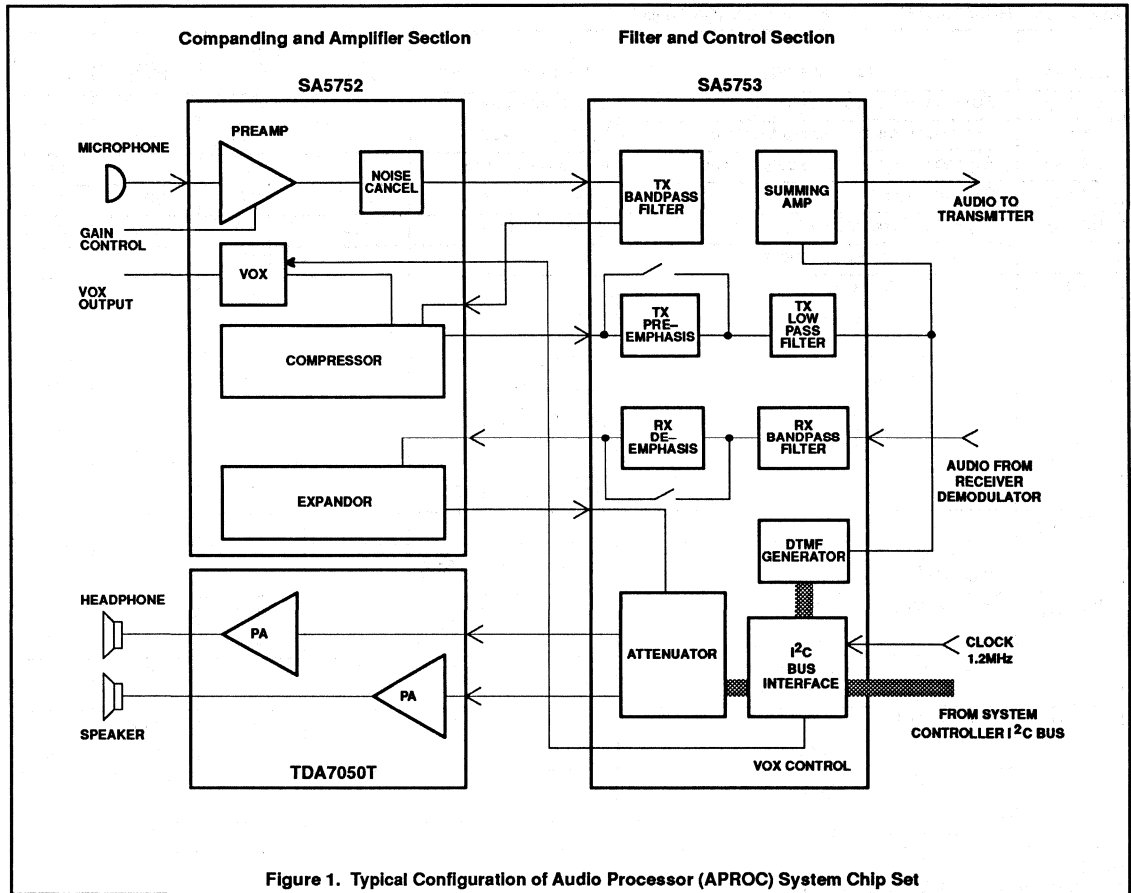 Companding and Amplifier Section
Filter and Control Section
SA5752
SA5753
MICROPHONE
PREAMP
NOISE
CANCEL
TX
BANDPASS
FILTER
SUMMING
AMP
AUDIO TO
TRANSMITTER
GAIN
CONTROL
VOX
VOX
OUTPUT
COMPRESSOR
TX
PRE–
EMPHASIS
TX
LOW
PASS
FILTER
RX
DE–
EMPHASIS
RX
BANDPASS
FILTER
AUDIO FROM
RECEIVER
DEMODULATOR
EXPANDOR
DTMF
GENERATOR
HEADPHONE
PA
ATTENUATOR
I²C
BUS
INTERFACE
CLOCK
1.2MHz
PA
SPEAKER
FROM SYSTEM
CONTROLLER I²C BUS
VOX CONTROL
TDA7050T
Figure 1. Typical Configuration of Audio Processor (APROC) System Chip Set